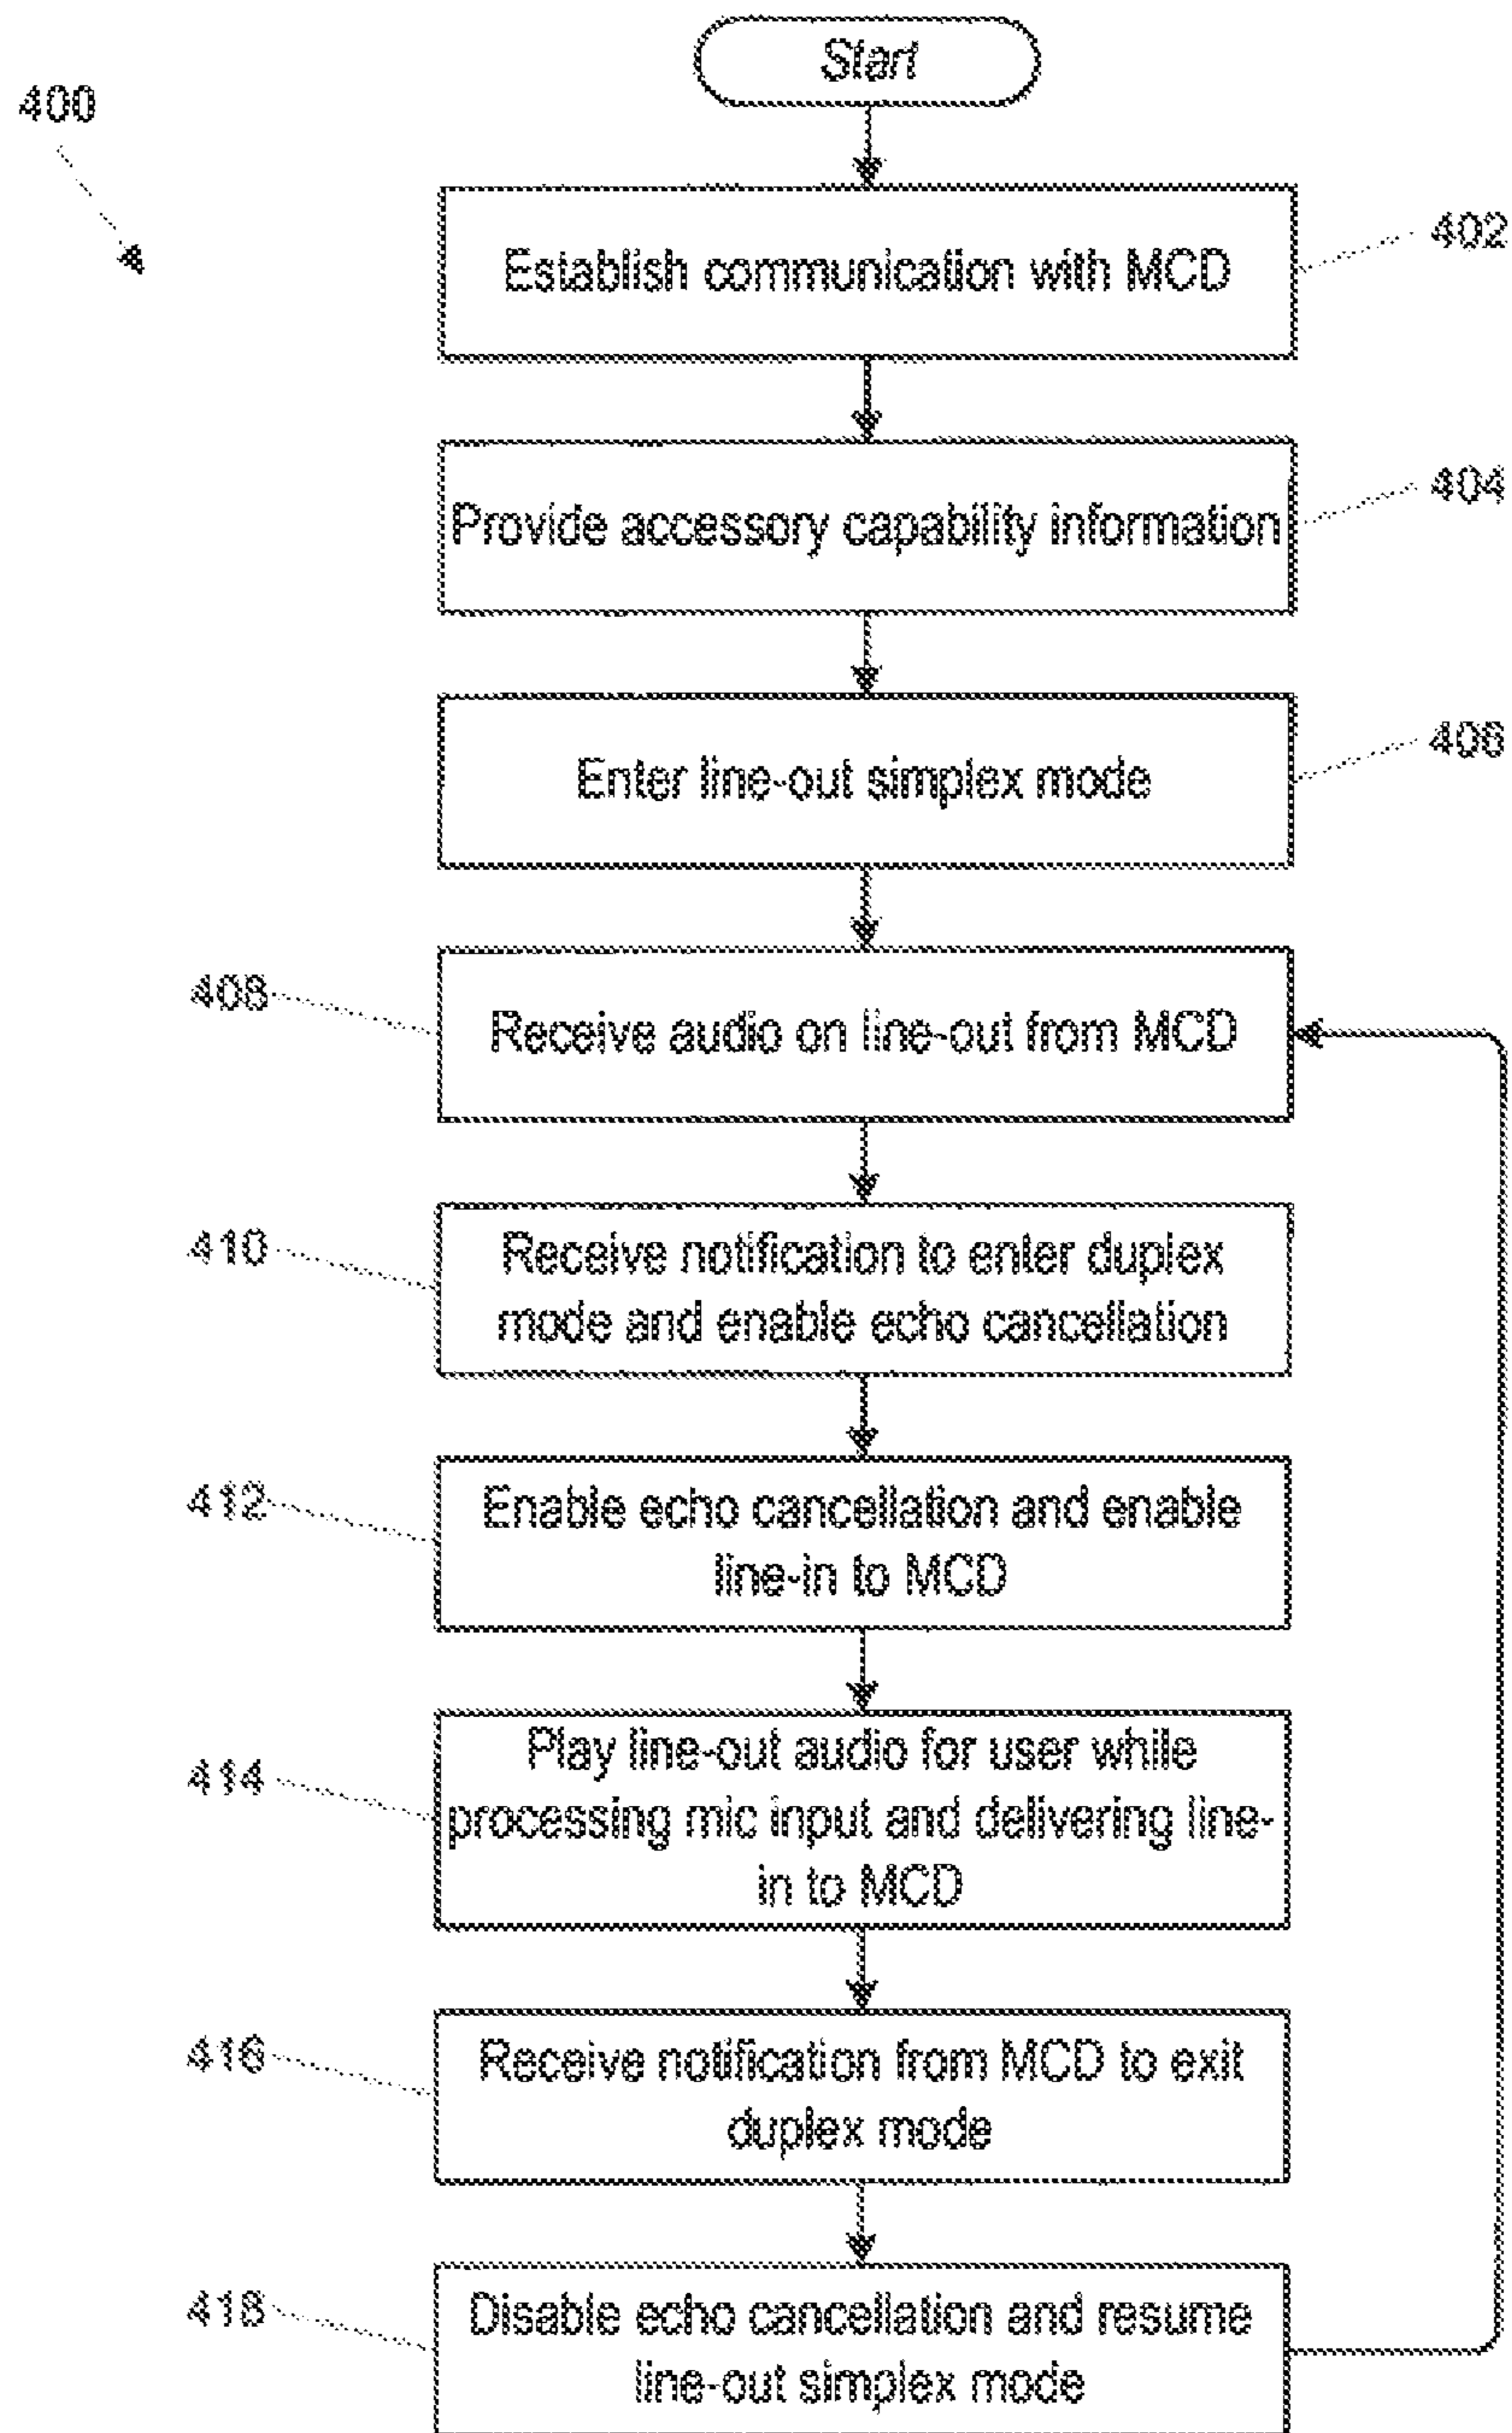 Start
400
Establish communication with MCD
402
Provide accessory capability information
404
Enter line-out simplex mode
406
408
Receive audio on line-out from MCD
410
Receive notification to enter duplex
mode and enable echo cancellation
412
Enable echo cancellation and enable
line-in to MCD
414
Play line-out audio for user while
processing mic input and delivering line-
in to MCD
416
Receive notification from MCD to exit
duplex mode
418
Disable echo cancellation and resume
line-out simplex mode